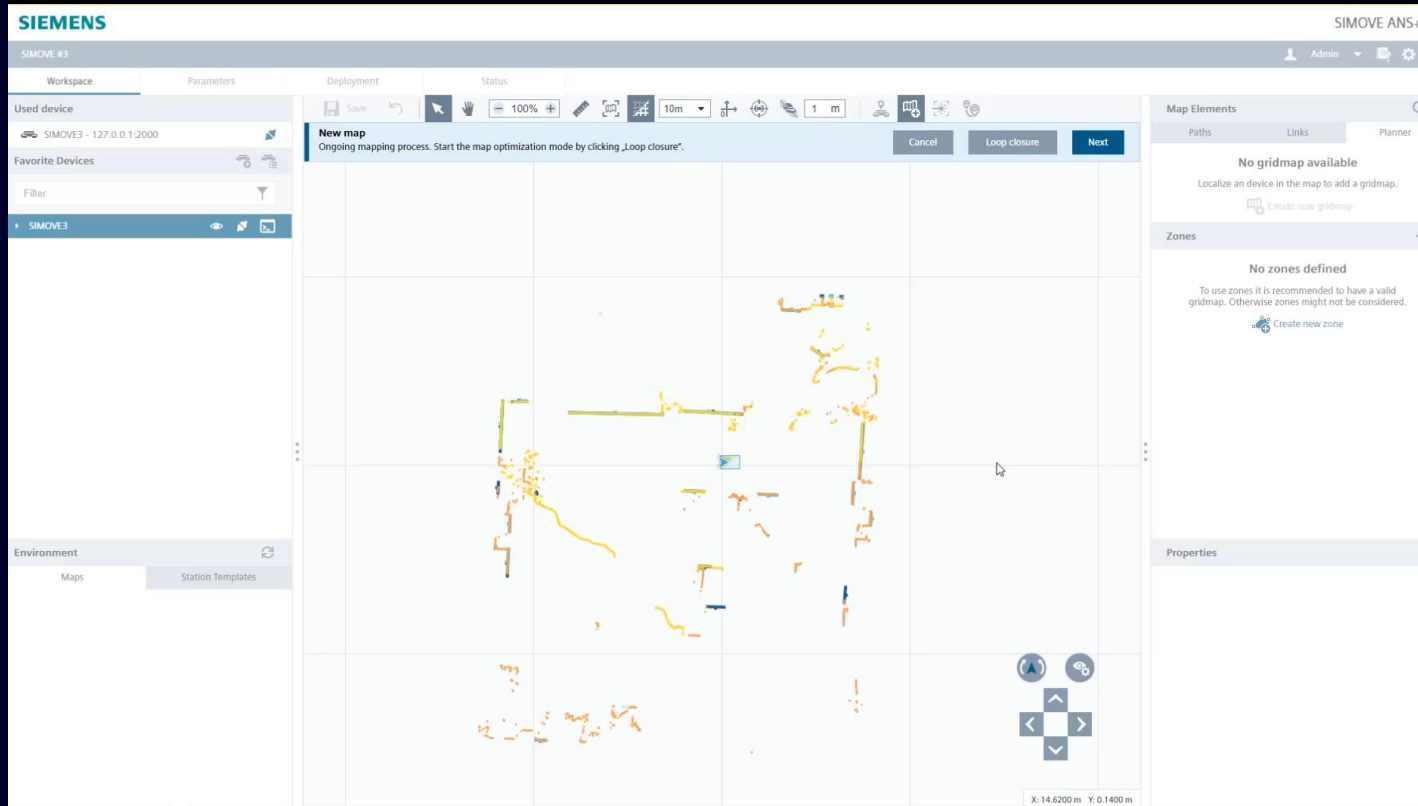 SIEMENS
SIMOVE ANS+
SIMOVE #3
Admin
Workspace
Parameters
Deployment
Status
Used device
SIMOVE3 - 127.0.0.1:2000
Favorite Devices
Filter
SIMOVE3
Environment
Maps
Station Templates
Save
100%
10m
1 m
New map
Ongoing mapping process. Start the map optimization mode by clicking „Loop closure".
Cancel
Loop closure
Next
X: 14.6200 m Y: 0.1400 m
Map Elements
Paths
Links
Planner
No gridmap available
Localize an device in the map to add a gridmap.
Create new gridmap
Zones
No zones defined
To use zones it is recommended to have a valid
gridmap. Otherwise zones might not be considered.
Create new zone
Properties